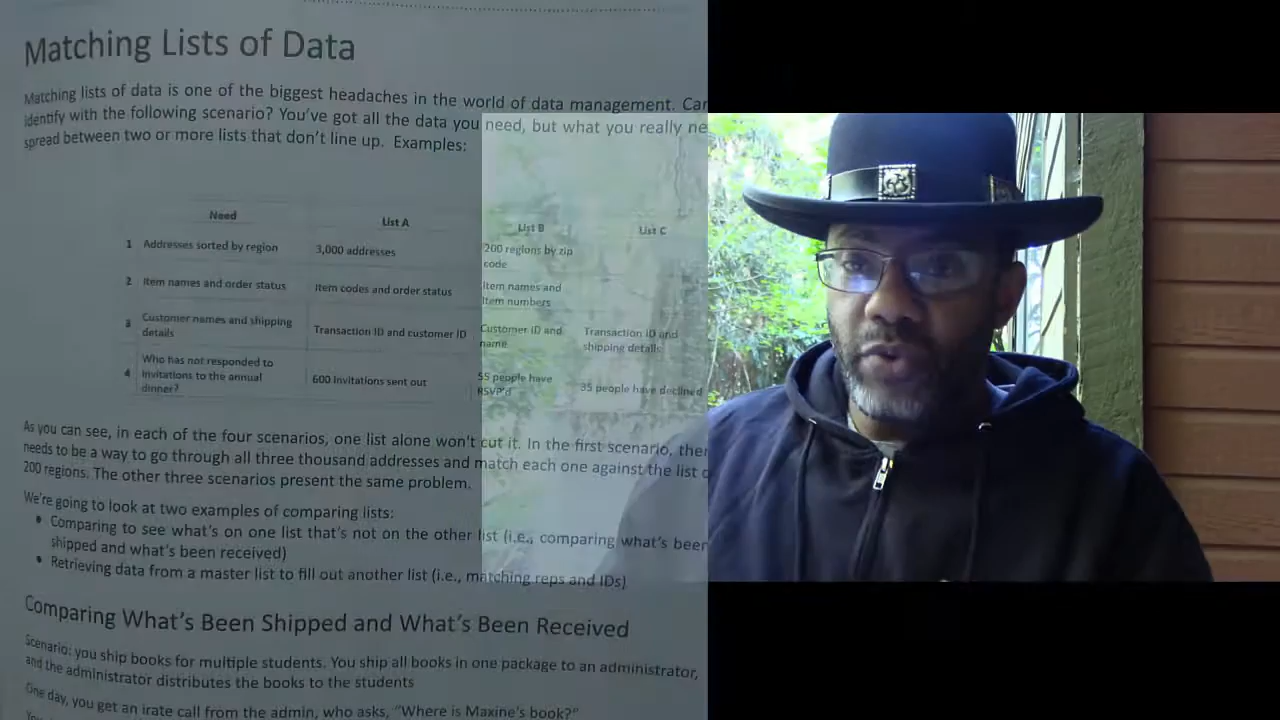 Matching Lists of Data
Matching lists of data is one of the biggest headaches in the world of data management. Car
identify with the following scenario? You've got all the data you need, but what you really ne
spread between two or more lists that don't line up. Examples:
Need List A List B List C
1 Addresses sorted by region 3,000 addresses 200 regions by zip
code
2 Item names and order status Item codes and order status Item names and
item numbers
3 Customer names and shipping
details Transaction ID and customer ID Customer ID and
name Transaction ID and
shipping details
4 Who has not responded to
invitations to the annual
dinner? 600 invitations sent out 55 people have
RSVP'd 35 people have declined
As you can see, in each of the four scenarios, one list alone won't cut it. In the first scenario, ther
needs to be a way to go through all three thousand addresses and match each one against the list o
200 regions. The other three scenarios present the same problem.
We're going to look at two examples of comparing lists:
• Comparing to see what's on one list that's not on the other list (i.e., comparing what's been
shipped and what's been received)
• Retrieving data from a master list to fill out another list (i.e., matching reps and IDs)
Comparing What's Been Shipped and What's Been Received
Scenario: you ship books for multiple students. You ship all books in one package to an administrator,
and the administrator distributes the books to the students
One day, you get an irate call from the admin, who asks, "Where is Maxine's book?"